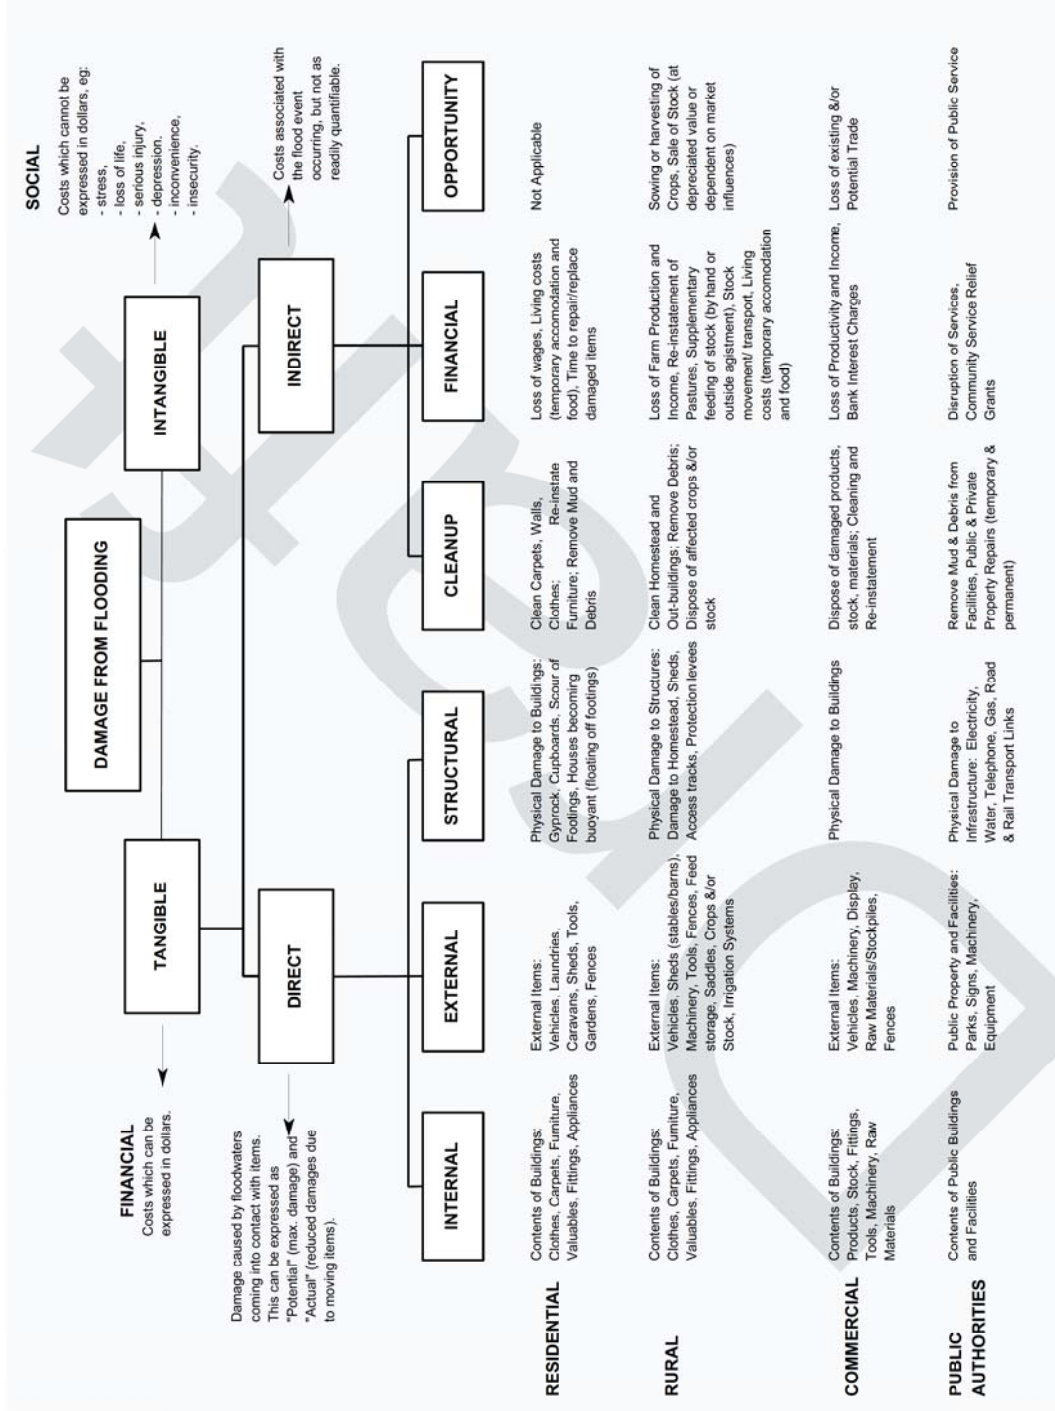 DAMAGE FROM FLOODING
TANGIBLE
INTANGIBLE
FINANCIAL
Costs which can be
expressed in dollars.
SOCIAL
Costs which cannot be
expressed in dollars, eg:
- stress,
- loss of life,
- serious injury,
- depression.
- inconvenience,
- insecurity.
DIRECT
INDIRECT
Damage caused by floodwaters
coming into contact with items.
This can be expressed as
"Potential" (max. damage) and
"Actual" (reduced damages due
to moving items).
Costs associated with
the flood event
occurring, but not as
readily quantifiable.
INTERNAL
EXTERNAL
STRUCTURAL
CLEANUP
FINANCIAL
OPPORTUNITY
RESIDENTIAL
Contents of Buildings:
Clothes, Carpets, Furniture,
Valuables. Fittings, Appliances
External Items:
Vehicles. Laundries.
Caravans, Sheds, Tools,
Gardens, Fences
Physical Damage to Buildings:
Gyprock, Cupboards, Scour of
Footings, Houses becoming
buoyant (floating off footings)
Clean Carpets, Walls,
Clothes; Re-instate
Furniture; Remove Mud and
Debris
Loss of wages, Living costs
(temporary accomodation and
food), Time to repair/replace
damaged items
Not Applicable
RURAL
Contents of Buildings:
Clothes, Carpets, Furniture,
Valuables. Fittings, Appliances
External Items:
Vehicles. Sheds (stables/barns).
Machinery, Tools, Fences, Feed
storage, Saddles, Crops &/or
Stock, Irrigation Systems
Physical Damage to Structures:
Damage to Homestead, Sheds,
Access tracks, Protection levees
Clean Homestead and
Out-buildings; Remove Debris;
Dispose of affected crops &/or
stock
Loss of Farm Production and
Income, Re-instatement of
Pastures, Supplementary
feeding of stock (by hand or
outside agistment), Stock
movement/ transport, Living
costs (temporary accomodation
and food)
Sowing or harvesting of
Crops, Sale of Stock (at
depreciated value or
dependent on market
influences)
COMMERCIAL
Contents of Buildings:
Products, Stock, Fittings,
Tools, Machinery, Raw
Materials
External Items:
Vehicles, Machinery, Display,
Raw Materials/Stockpiles,
Fences
Physical Damage to Buildings
Dispose of damaged products,
stock, materials; Cleaning and
Re-instatement
Loss of Productivity and Income,
Bank Interest Charges
Loss of existing &/or
Potential Trade
PUBLIC
AUTHORITIES
Contents of Public Buildings
and Facilities
Public Property and Facilities:
Parks, Signs, Machinery,
Equipment
Physical Damage to
Infrastructure: Electricity,
Water, Telephone, Gas, Road
& Rail Transport Links
Remove Mud & Debris from
Facilities, Public & Private
Property Repairs (temporary &
permanent)
Disruption of Services,
Community Service Relief
Grants
Provision of Public Service
Draft